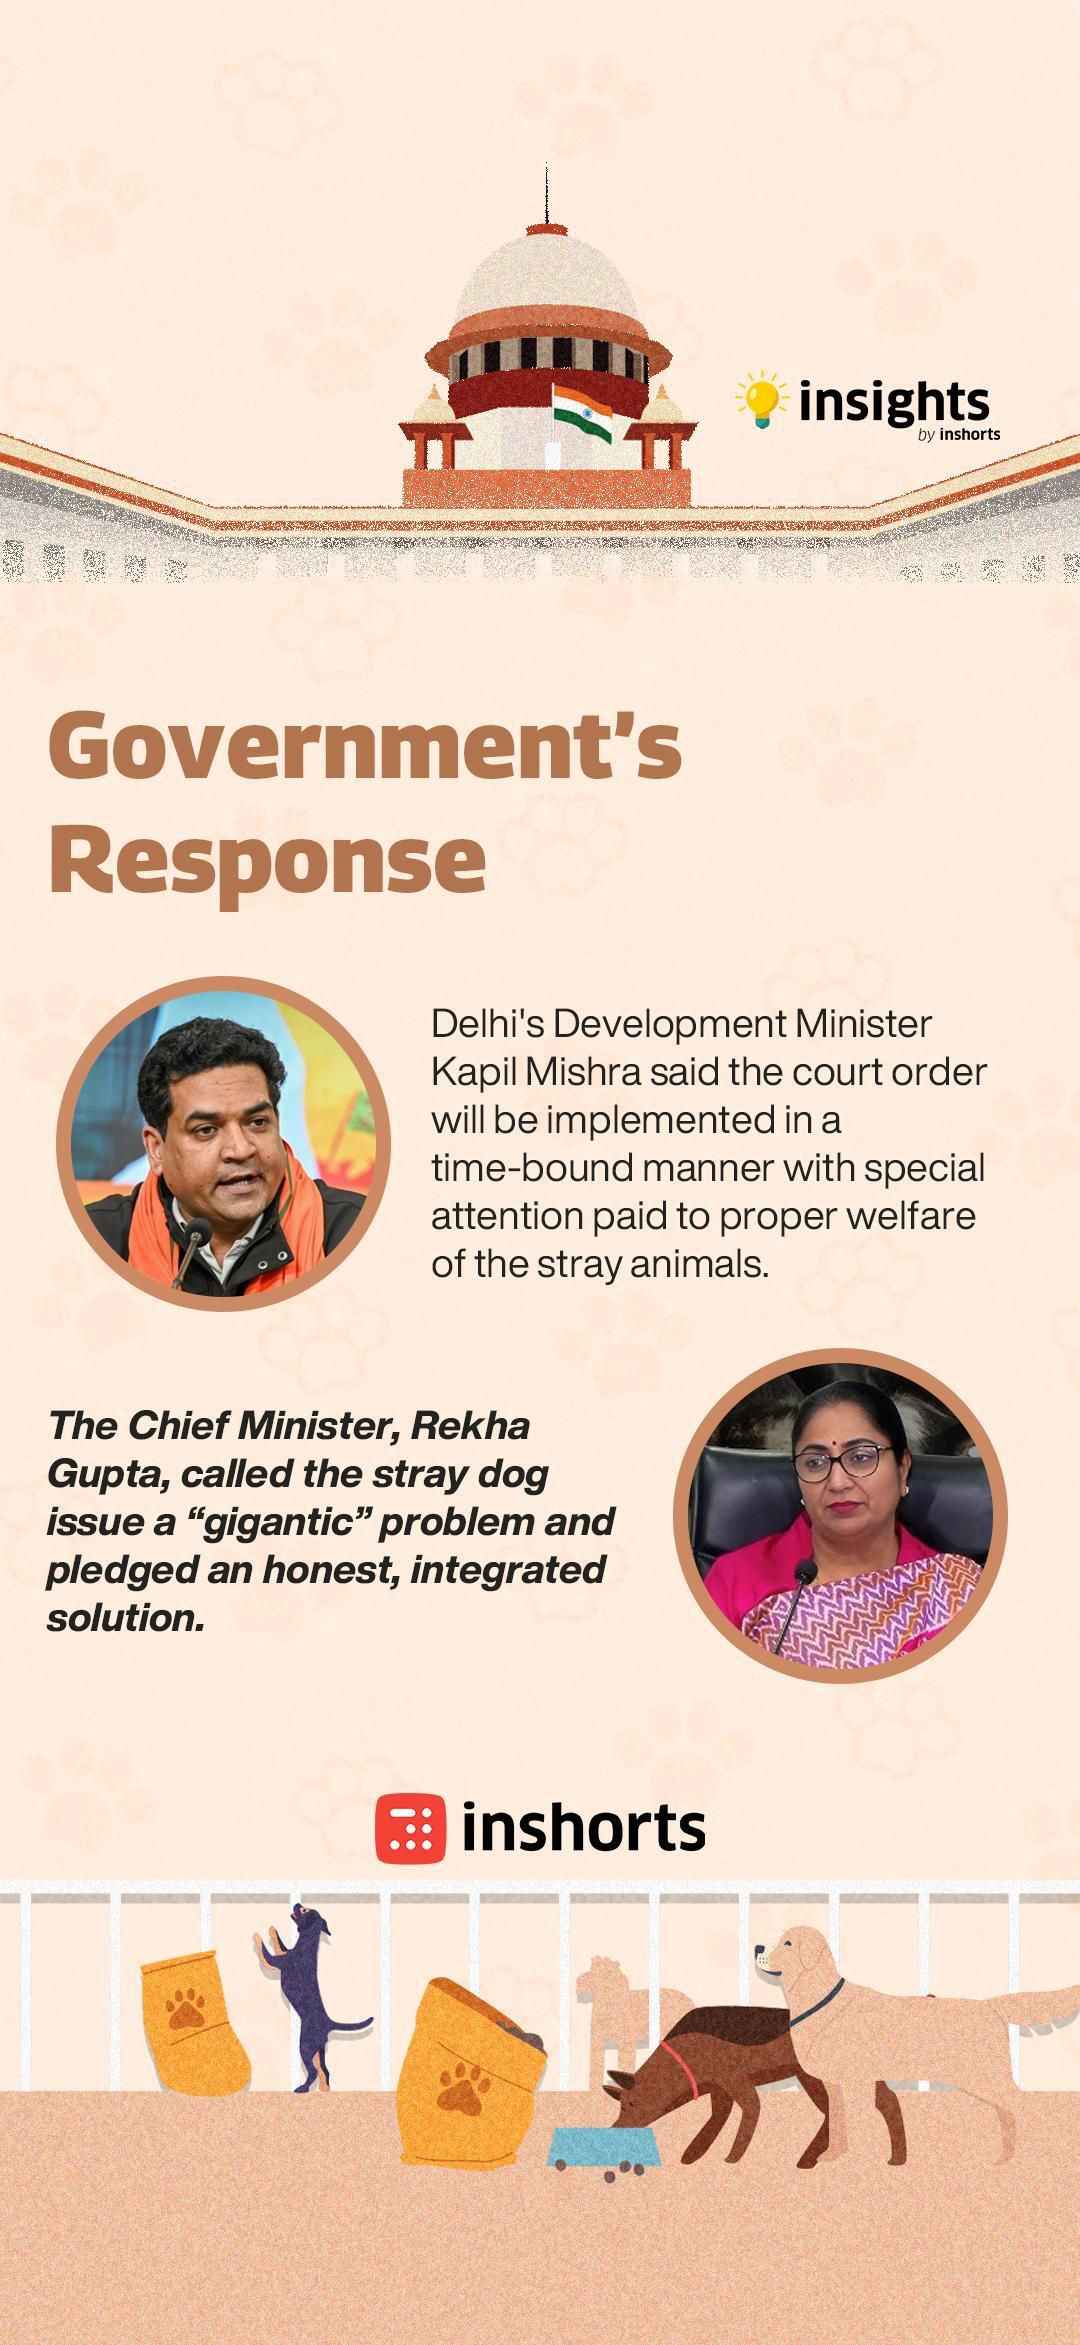 insights
by inshorts
Government’s
Response
Delhi's Development Minister
Kapil Mishra said the court order
will be implemented in a
time-bound manner with special
attention paid to proper welfare
of the stray animals.
The Chief Minister, Rekha
Gupta, called the stray dog
issue a “gigantic” problem and
pledged an honest, integrated
solution.
inshorts